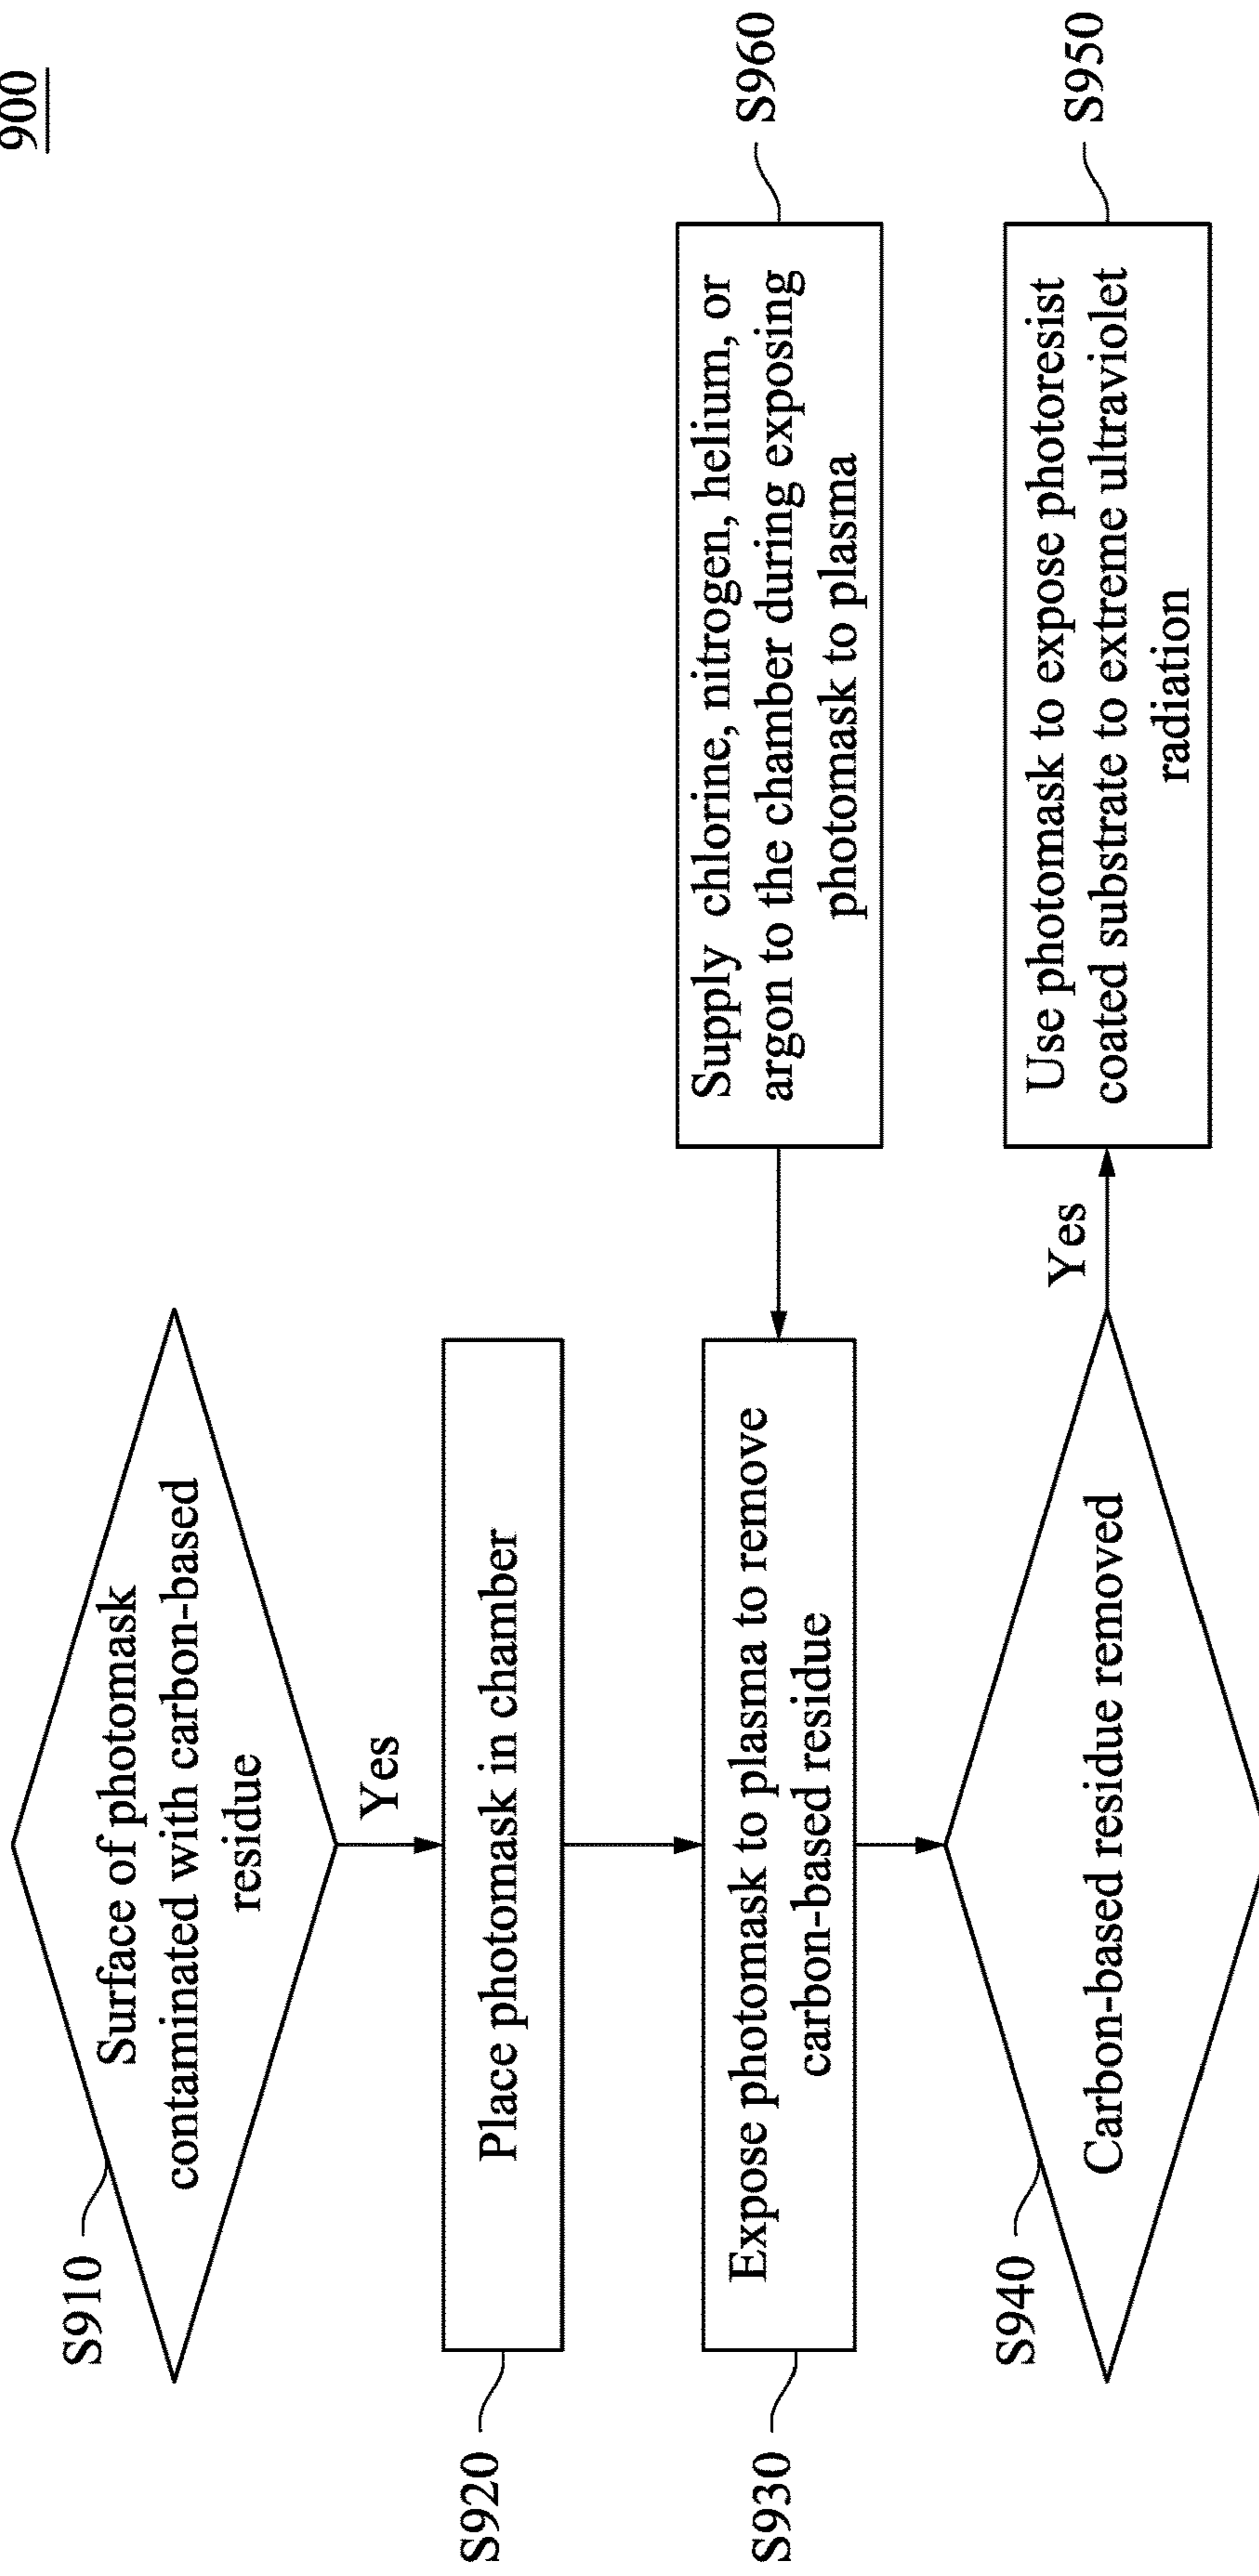 900
S910
Surface of photomask
contaminated with carbon-based
residue
Yes
S920
Place photomask in chamber
S930
Expose photomask to plasma to remove
carbon-based residue
S960
Supply chlorine, nitrogen, helium, or
argon to the chamber during exposing
photomask to plasma
S940
Carbon-based residue removed
Yes
S950
Use photomask to expose photoresist
coated substrate to extreme ultraviolet
radiation